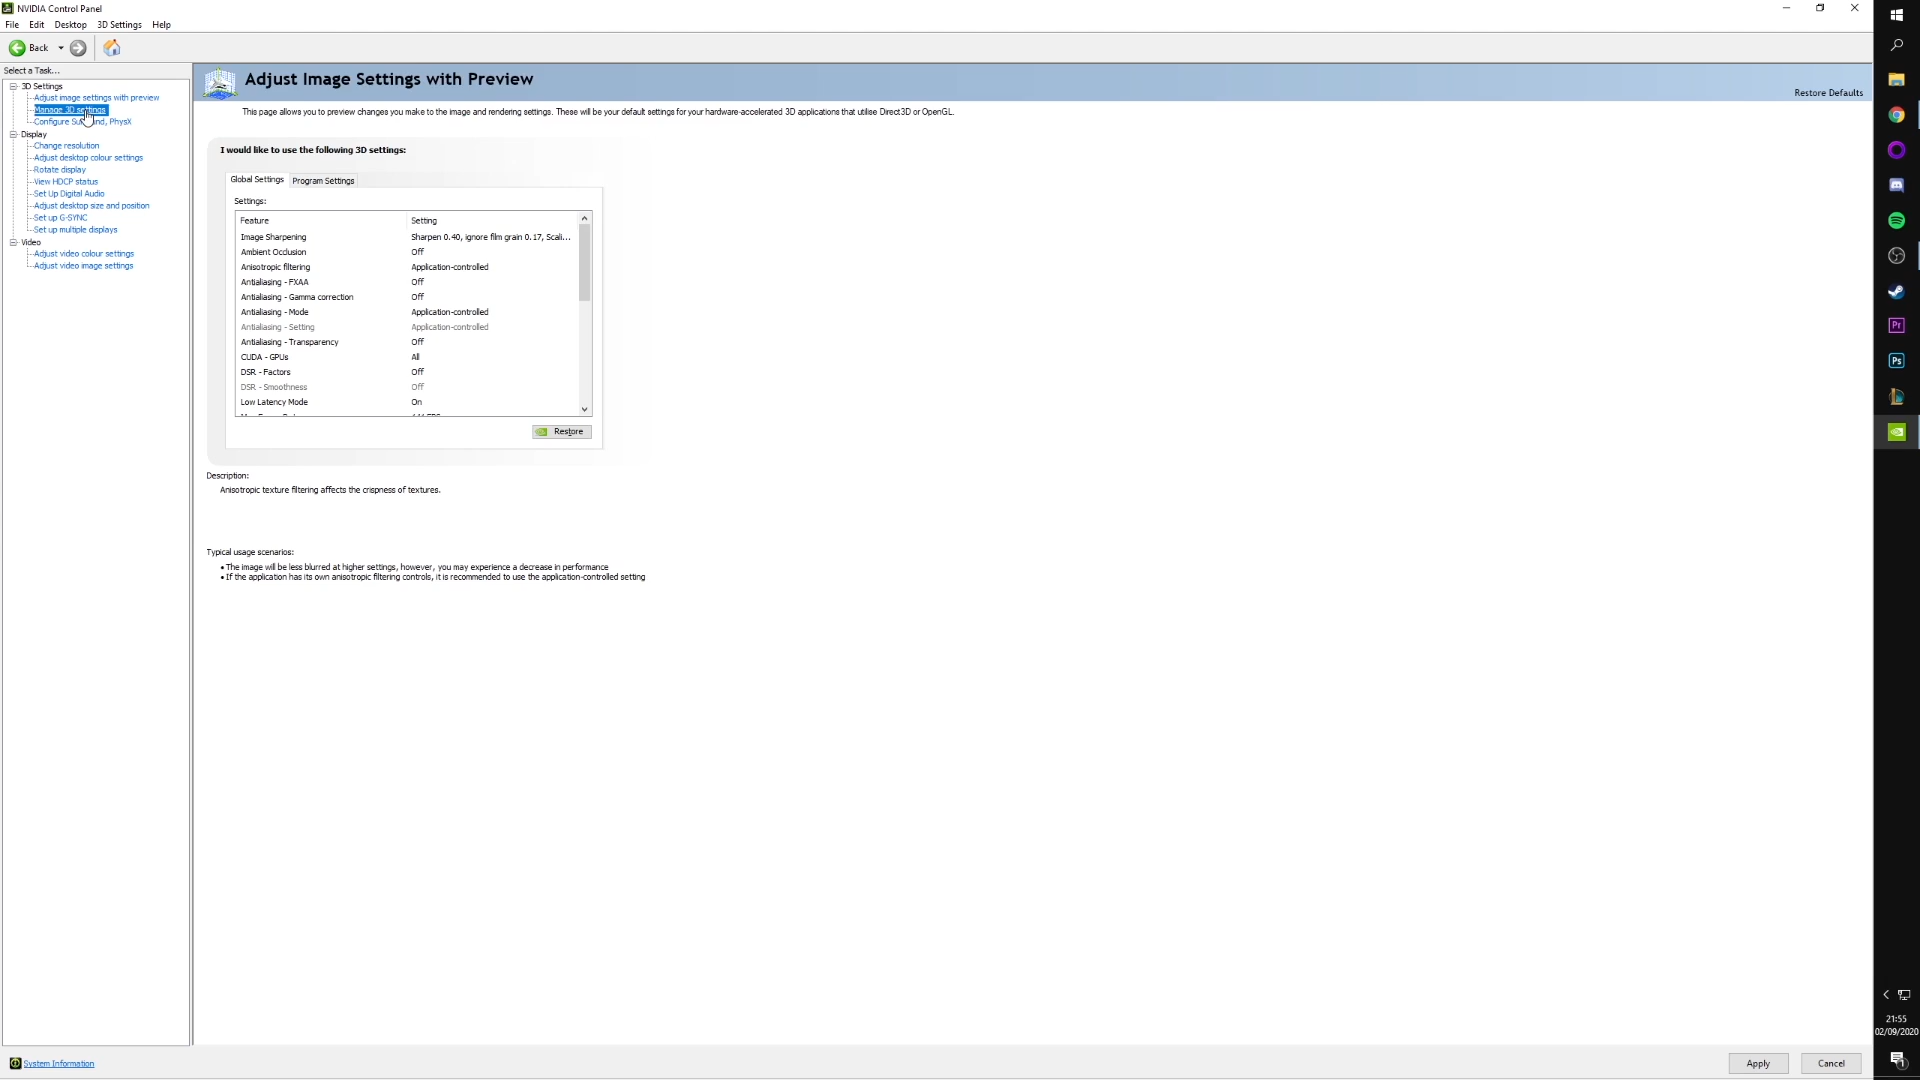 NVIDIA Control Panel
File Edit Desktop 3D Settings Help
Back
Select a Task...
3D Settings
Adjust image settings with preview
Manage 3D settings
Configure Surround, PhysX
Display
Change resolution
Adjust desktop colour settings
Rotate display
View HDCP status
Set Up Digital Audio
Adjust desktop size and position
Set up G-SYNC
Set up multiple displays
Video
Adjust video colour settings
Adjust video image settings
Adjust Image Settings with Preview
Restore Defaults
This page allows you to preview changes you make to the image and rendering settings. These will be your default settings for your hardware-accelerated 3D applications that utilise Direct3D or OpenGL.
I would like to use the following 3D settings:
Global Settings Program Settings
Settings:
Feature Setting
Image Sharpening Sharpen 0.40, ignore film grain 0.17, Scali...
Ambient Occlusion Off
Anisotropic filtering Application-controlled
Antialiasing - FXAA Off
Antialiasing - Gamma correction Off
Antialiasing - Mode Application-controlled
Antialiasing - Setting Application-controlled
Antialiasing - Transparency Off
CUDA - GPUs All
DSR - Factors Off
DSR - Smoothness Off
Low Latency Mode On
Restore
Description:
Anisotropic texture filtering affects the crispness of textures.
Typical usage scenarios:
• The image will be less blurred at higher settings, however, you may experience a decrease in performance
• If the application has its own anisotropic filtering controls, it is recommended to use the application-controlled setting
System Information
Apply Cancel
Pr
Ps
21:55
02/09/2020
1